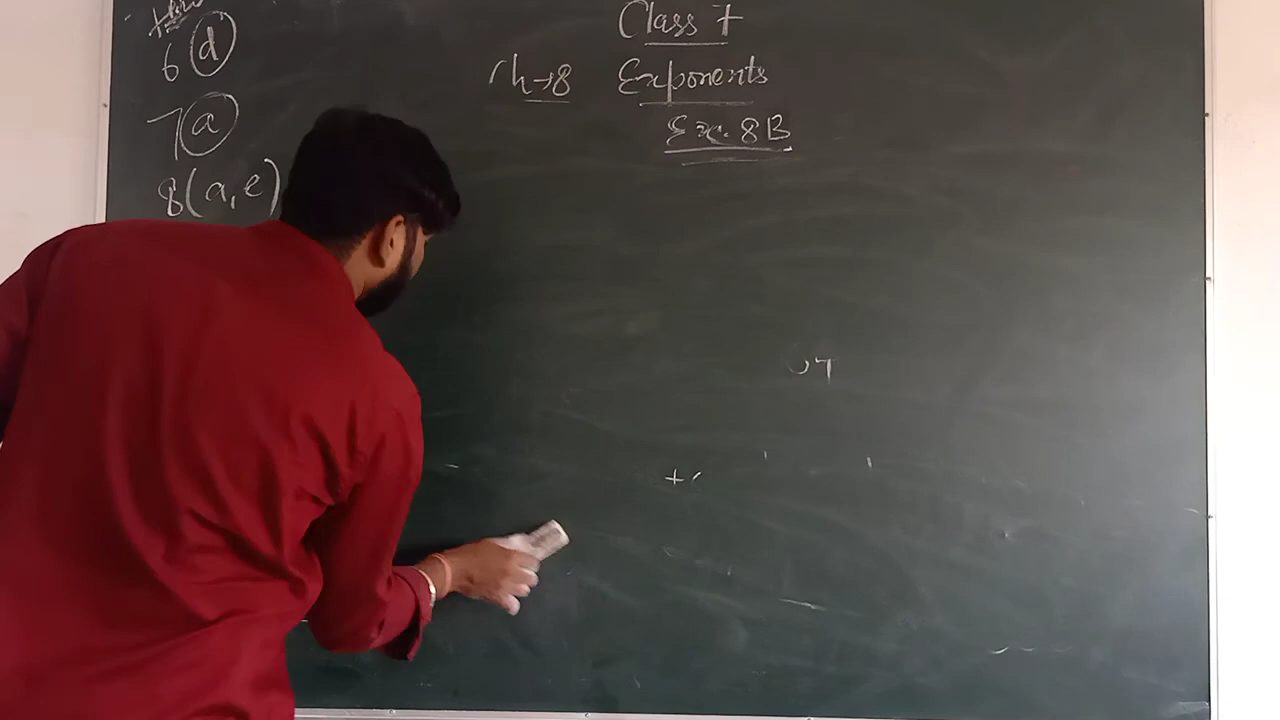 Class 7
Ch→8 Exponents
Ex. 8B
6 (d)
7 (a)
8 (a, e)